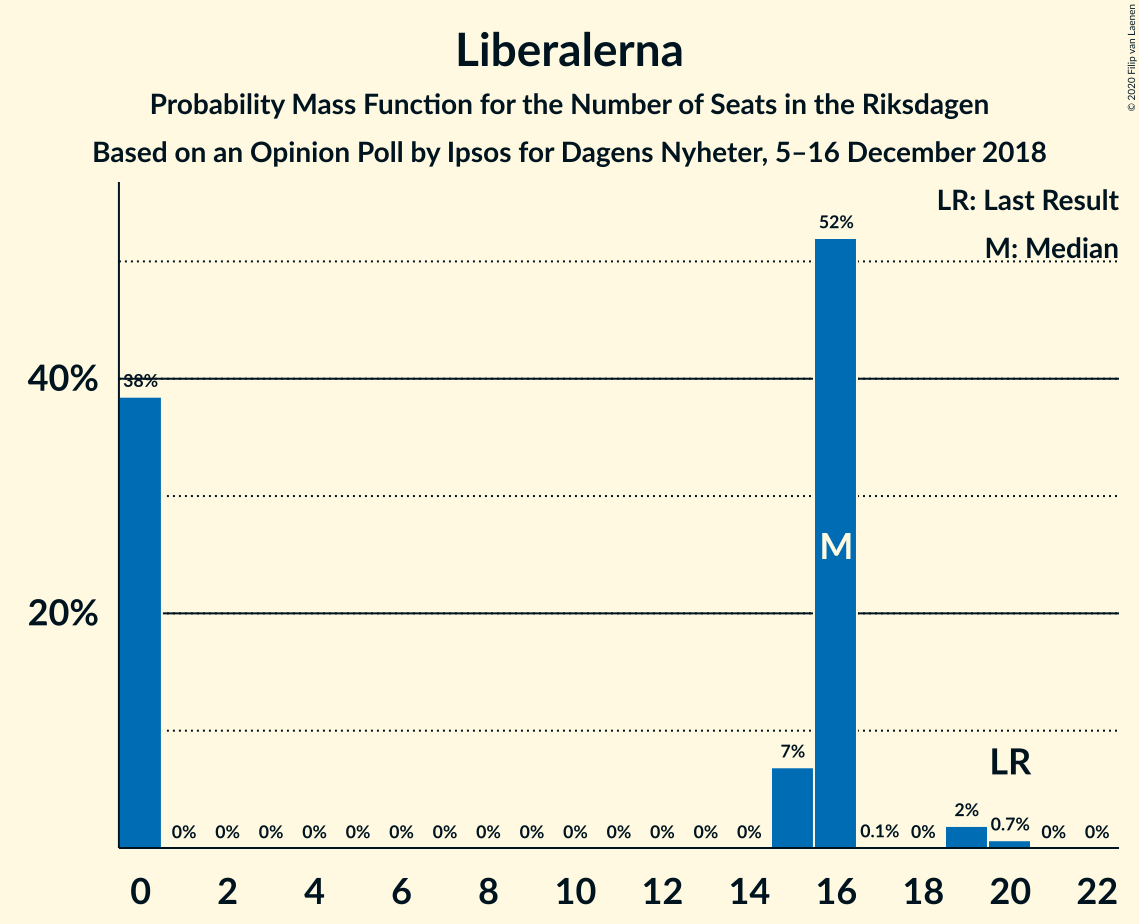 Liberalerna
Probability Mass Function for the Number of Seats in the Riksdagen
Based on an Opinion Poll by Ipsos for Dagens Nyheter, 5–16 December 2018
© 2020 Filip van Laenen
LR: Last Result
M: Median
52%
40%
38%
M
20%
7%
LR
2%
0% 0% 0% 0% 0% 0% 0% 0% 0% 0% 0% 0% 0% 0% 0.1% 0% 0.7% 0% 0%
0 2 4 6 8 10 12 14 16 18 20 22